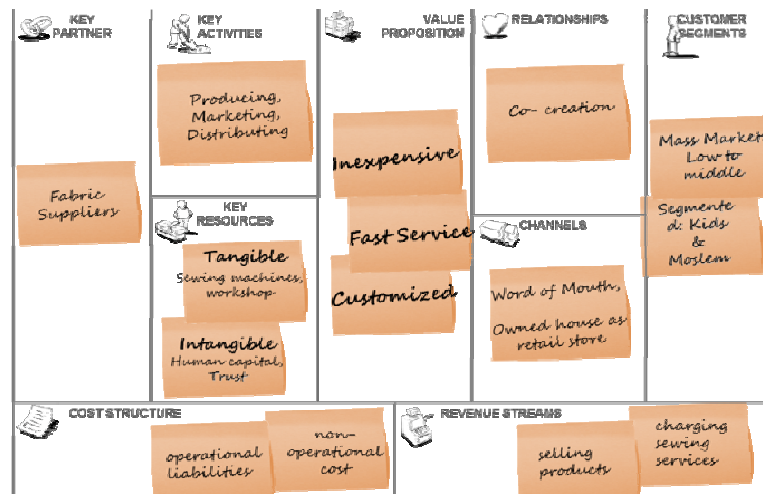 KEY
PARTNER
Fabric
Suppliers
KEY
ACTIVITIES
Producing,
Marketing,
Distributing
KEY
RESOURCES
Tangible
Sewing machines,
workshop
Intangible
Human capital,
Trust
VALUE
PROPOSITION
Inexpensive
Fast Service
Customized
RELATIONSHIPS
Co- creation
CHANNELS
Word of Mouth,
Owned house as
retail store
CUSTOMER
SEGMENTS
Mass Market
Low to
middle
Segmente
d: Kids
&
Moslem
COST STRUCTURE
operational
liabilities
non-
operational
cost
REVENUE STREAMS
selling
products
charging
sewing
services